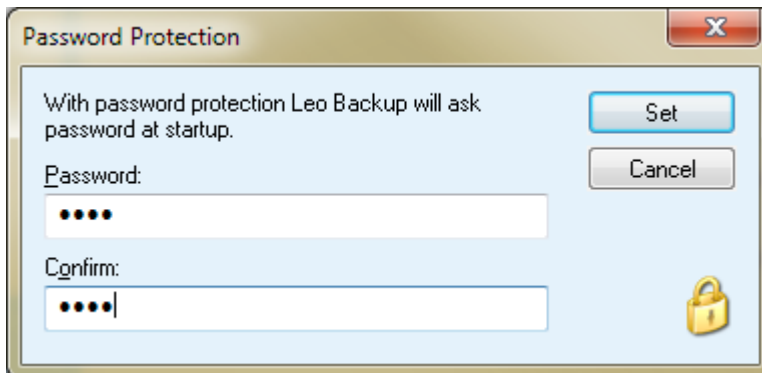 Password Protection
With password protection Leo Backup will ask
password at startup.
Set
Cancel
Password:
••••
Confirm:
••••